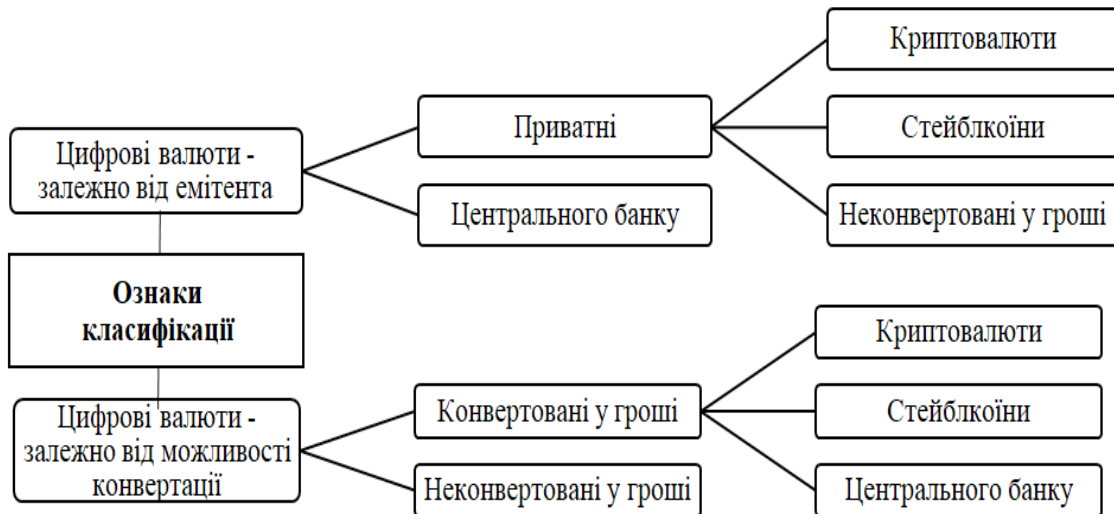 Криптовалюти
Приватні
Стейблкоїни
Цифрові валюти -
залежно від емітента
Центрального банку
Неконвертовані у гроші
Ознаки
класифікації
Криптовалюти
Цифрові валюти -
залежно від можливості
конвертації
Конвертовані у гроші
Стейблкоїни
Неконвертовані у гроші
Центрального банку